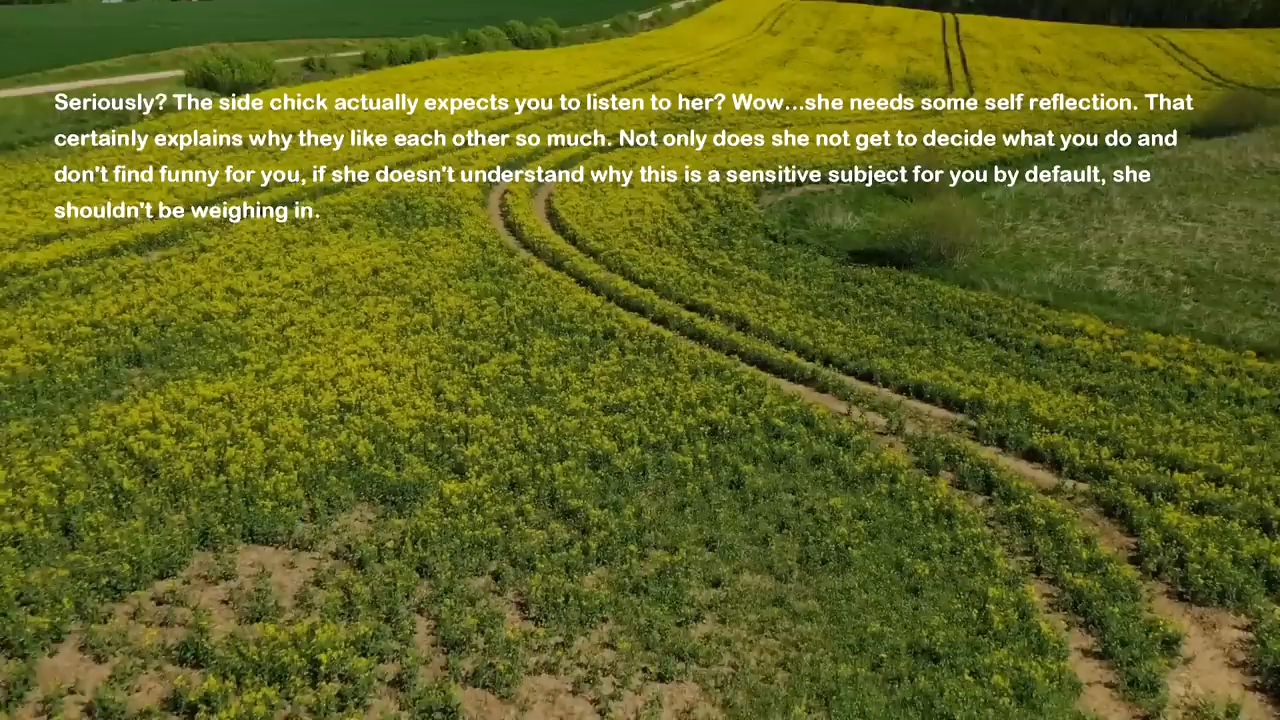 Seriously? The side chick actually expects you to listen to her? Wow...she needs some self reflection. That
certainly explains why they like each other so much. Not only does she not get to decide what you do and
don't find funny for you, if she doesn't understand why this is a sensitive subject for you by default, she
shouldn't be weighing in.